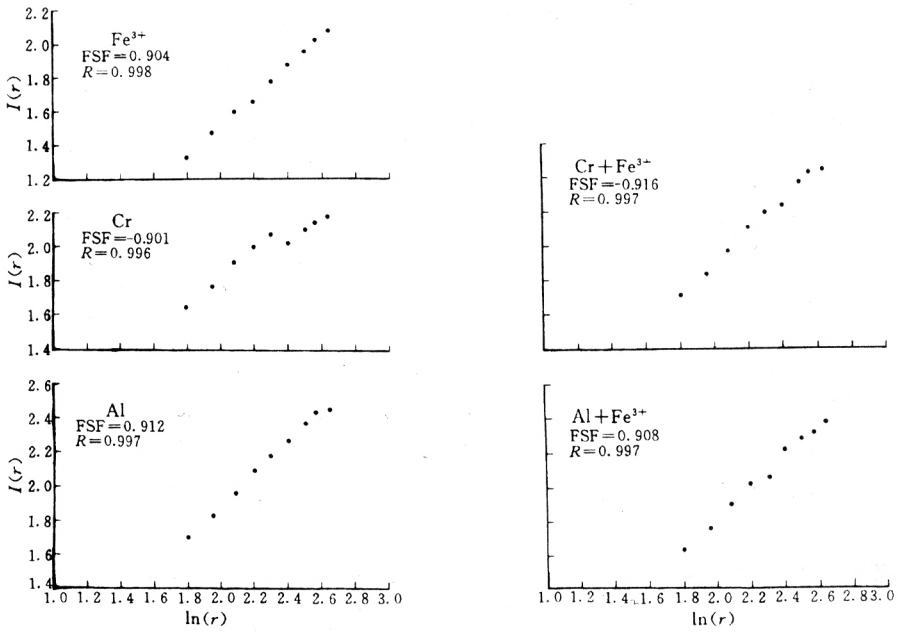 2.2
2.0
1.8
1.6
1.4
1.2
I(r)
Fe³⁺
FSF=0.904
R=0.998
2.2
2.0
1.8
1.6
1.4
I(r)
Cr
FSF=-0.901
R=0.996
2.6
2.4
2.2
2.0
1.8
1.6
1.4
I(r)
Al
FSF=0.912
R=0.997
1.0 1.2 1.4 1.6 1.8 2.0 2.2 2.4 2.6 2.8 3.0
ln(r)
Cr+Fe³⁺
FSF=-0.916
R=0.997
Al+Fe³⁺
FSF=0.908
R=0.997
1.0 1.2 1.4 1.6 1.8 2.0 2.2 2.4 2.6 2.8 3.0
ln(r)